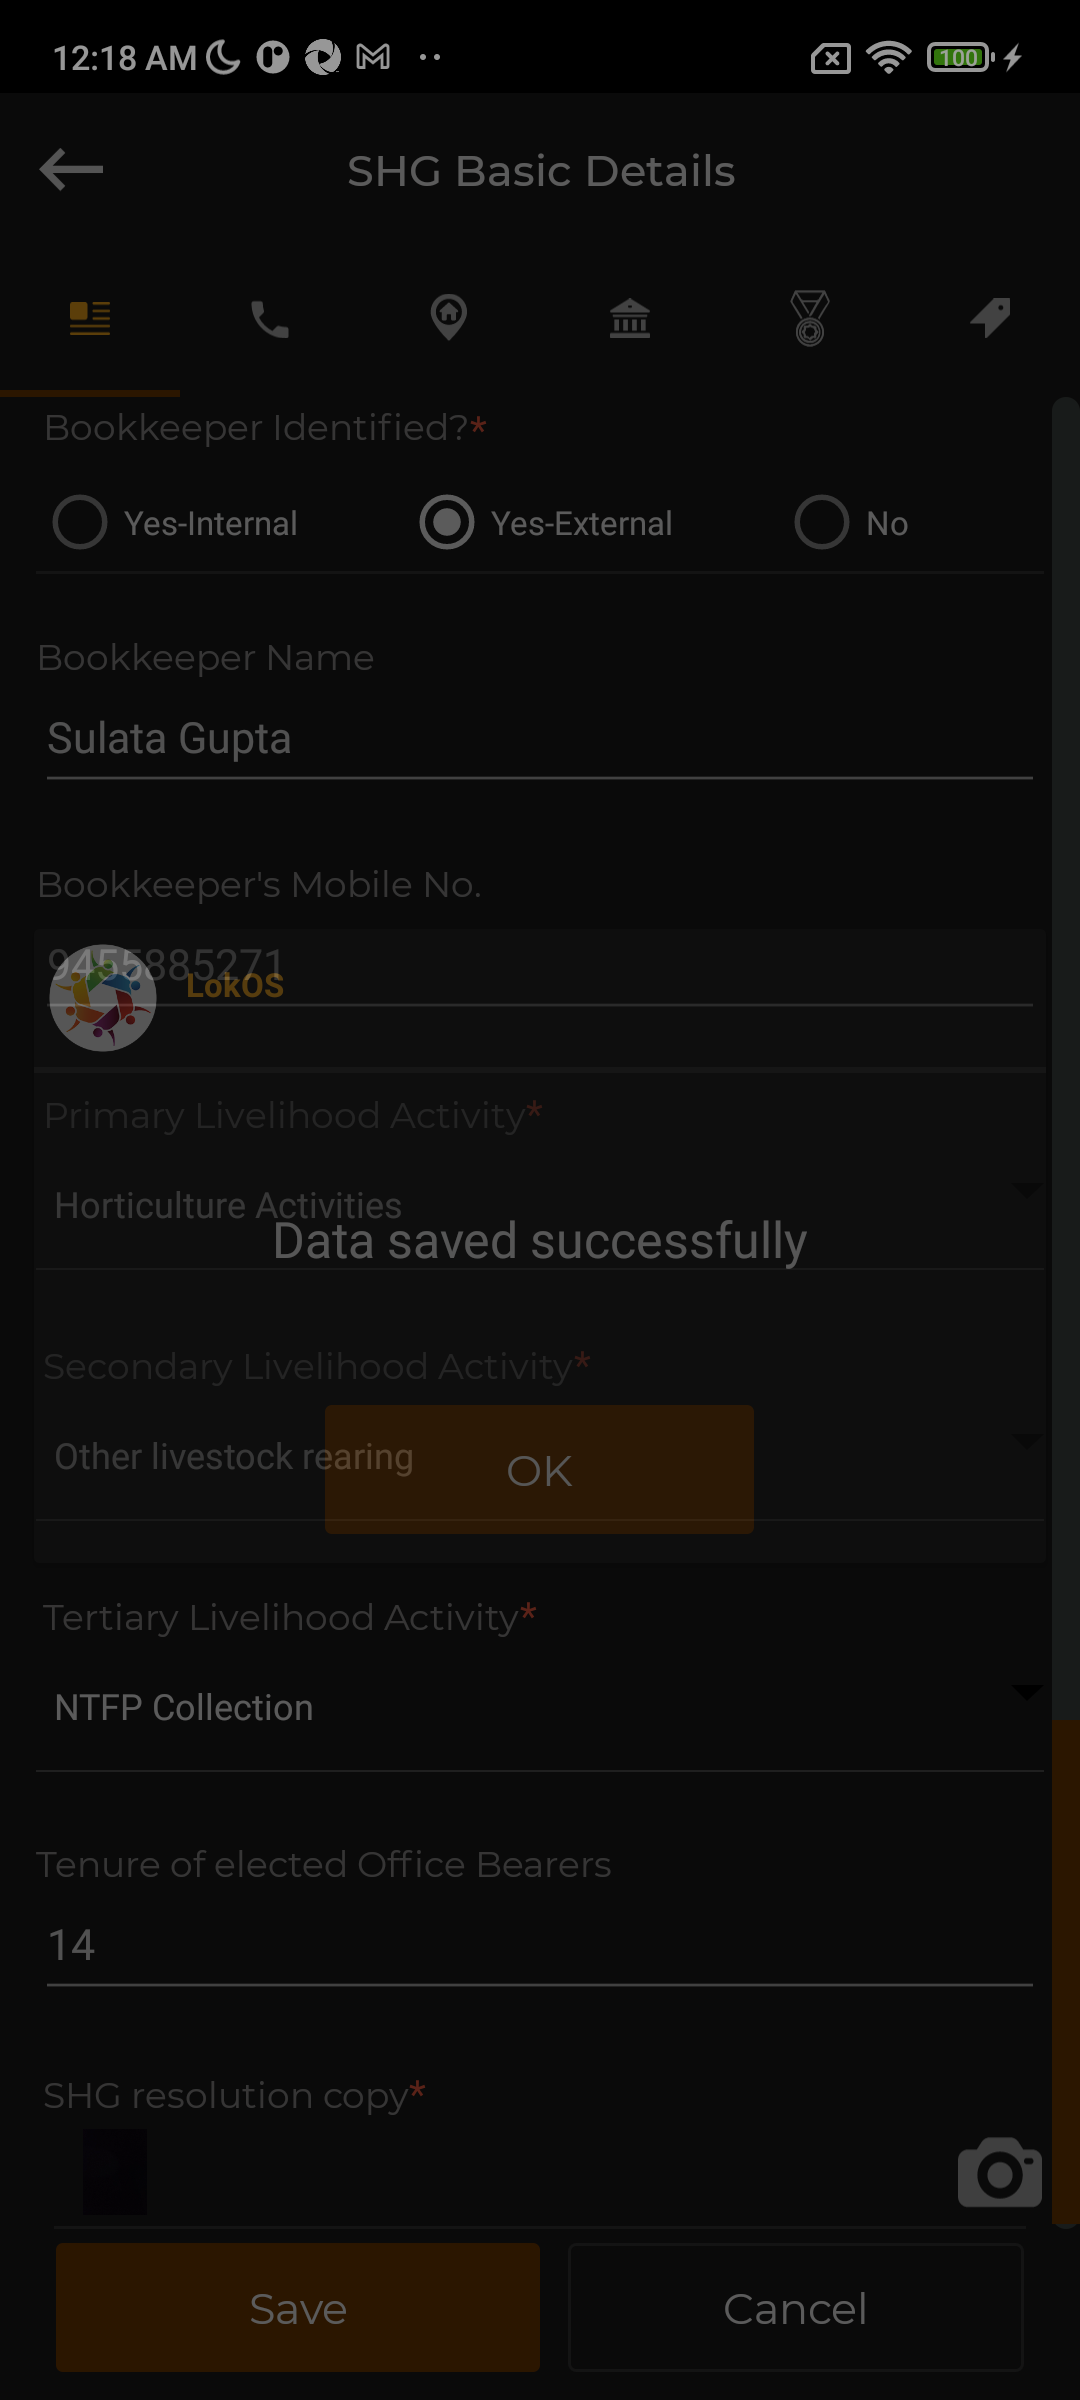 12:18 AM
100
SHG Basic Details
Bookkeeper Identified?*
Yes-Internal Yes-External No
Bookkeeper Name
Sulata Gupta
Bookkeeper's Mobile No.
9455885271
LokOS
Primary Livelihood Activity*
Horticulture Activities
Data saved successfully
Secondary Livelihood Activity*
Other livestock rearing
OK
Tertiary Livelihood Activity*
NTFP Collection
Tenure of elected Office Bearers
14
SHG resolution copy*
Save Cancel